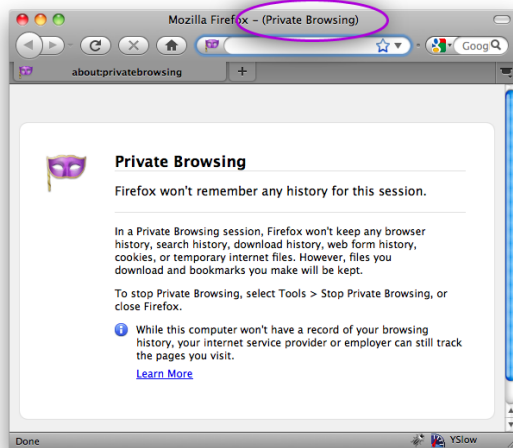 Mozilla Firefox – (Private Browsing)
Goog
about:privatebrowsing
Private Browsing
Firefox won't remember any history for this session.
In a Private Browsing session, Firefox won't keep any browser
history, search history, download history, web form history,
cookies, or temporary internet files. However, files you
download and bookmarks you make will be kept.
To stop Private Browsing, select Tools > Stop Private Browsing, or
close Firefox.
While this computer won't have a record of your browsing
history, your internet service provider or employer can still track
the pages you visit.
Learn More
Done
YSlow